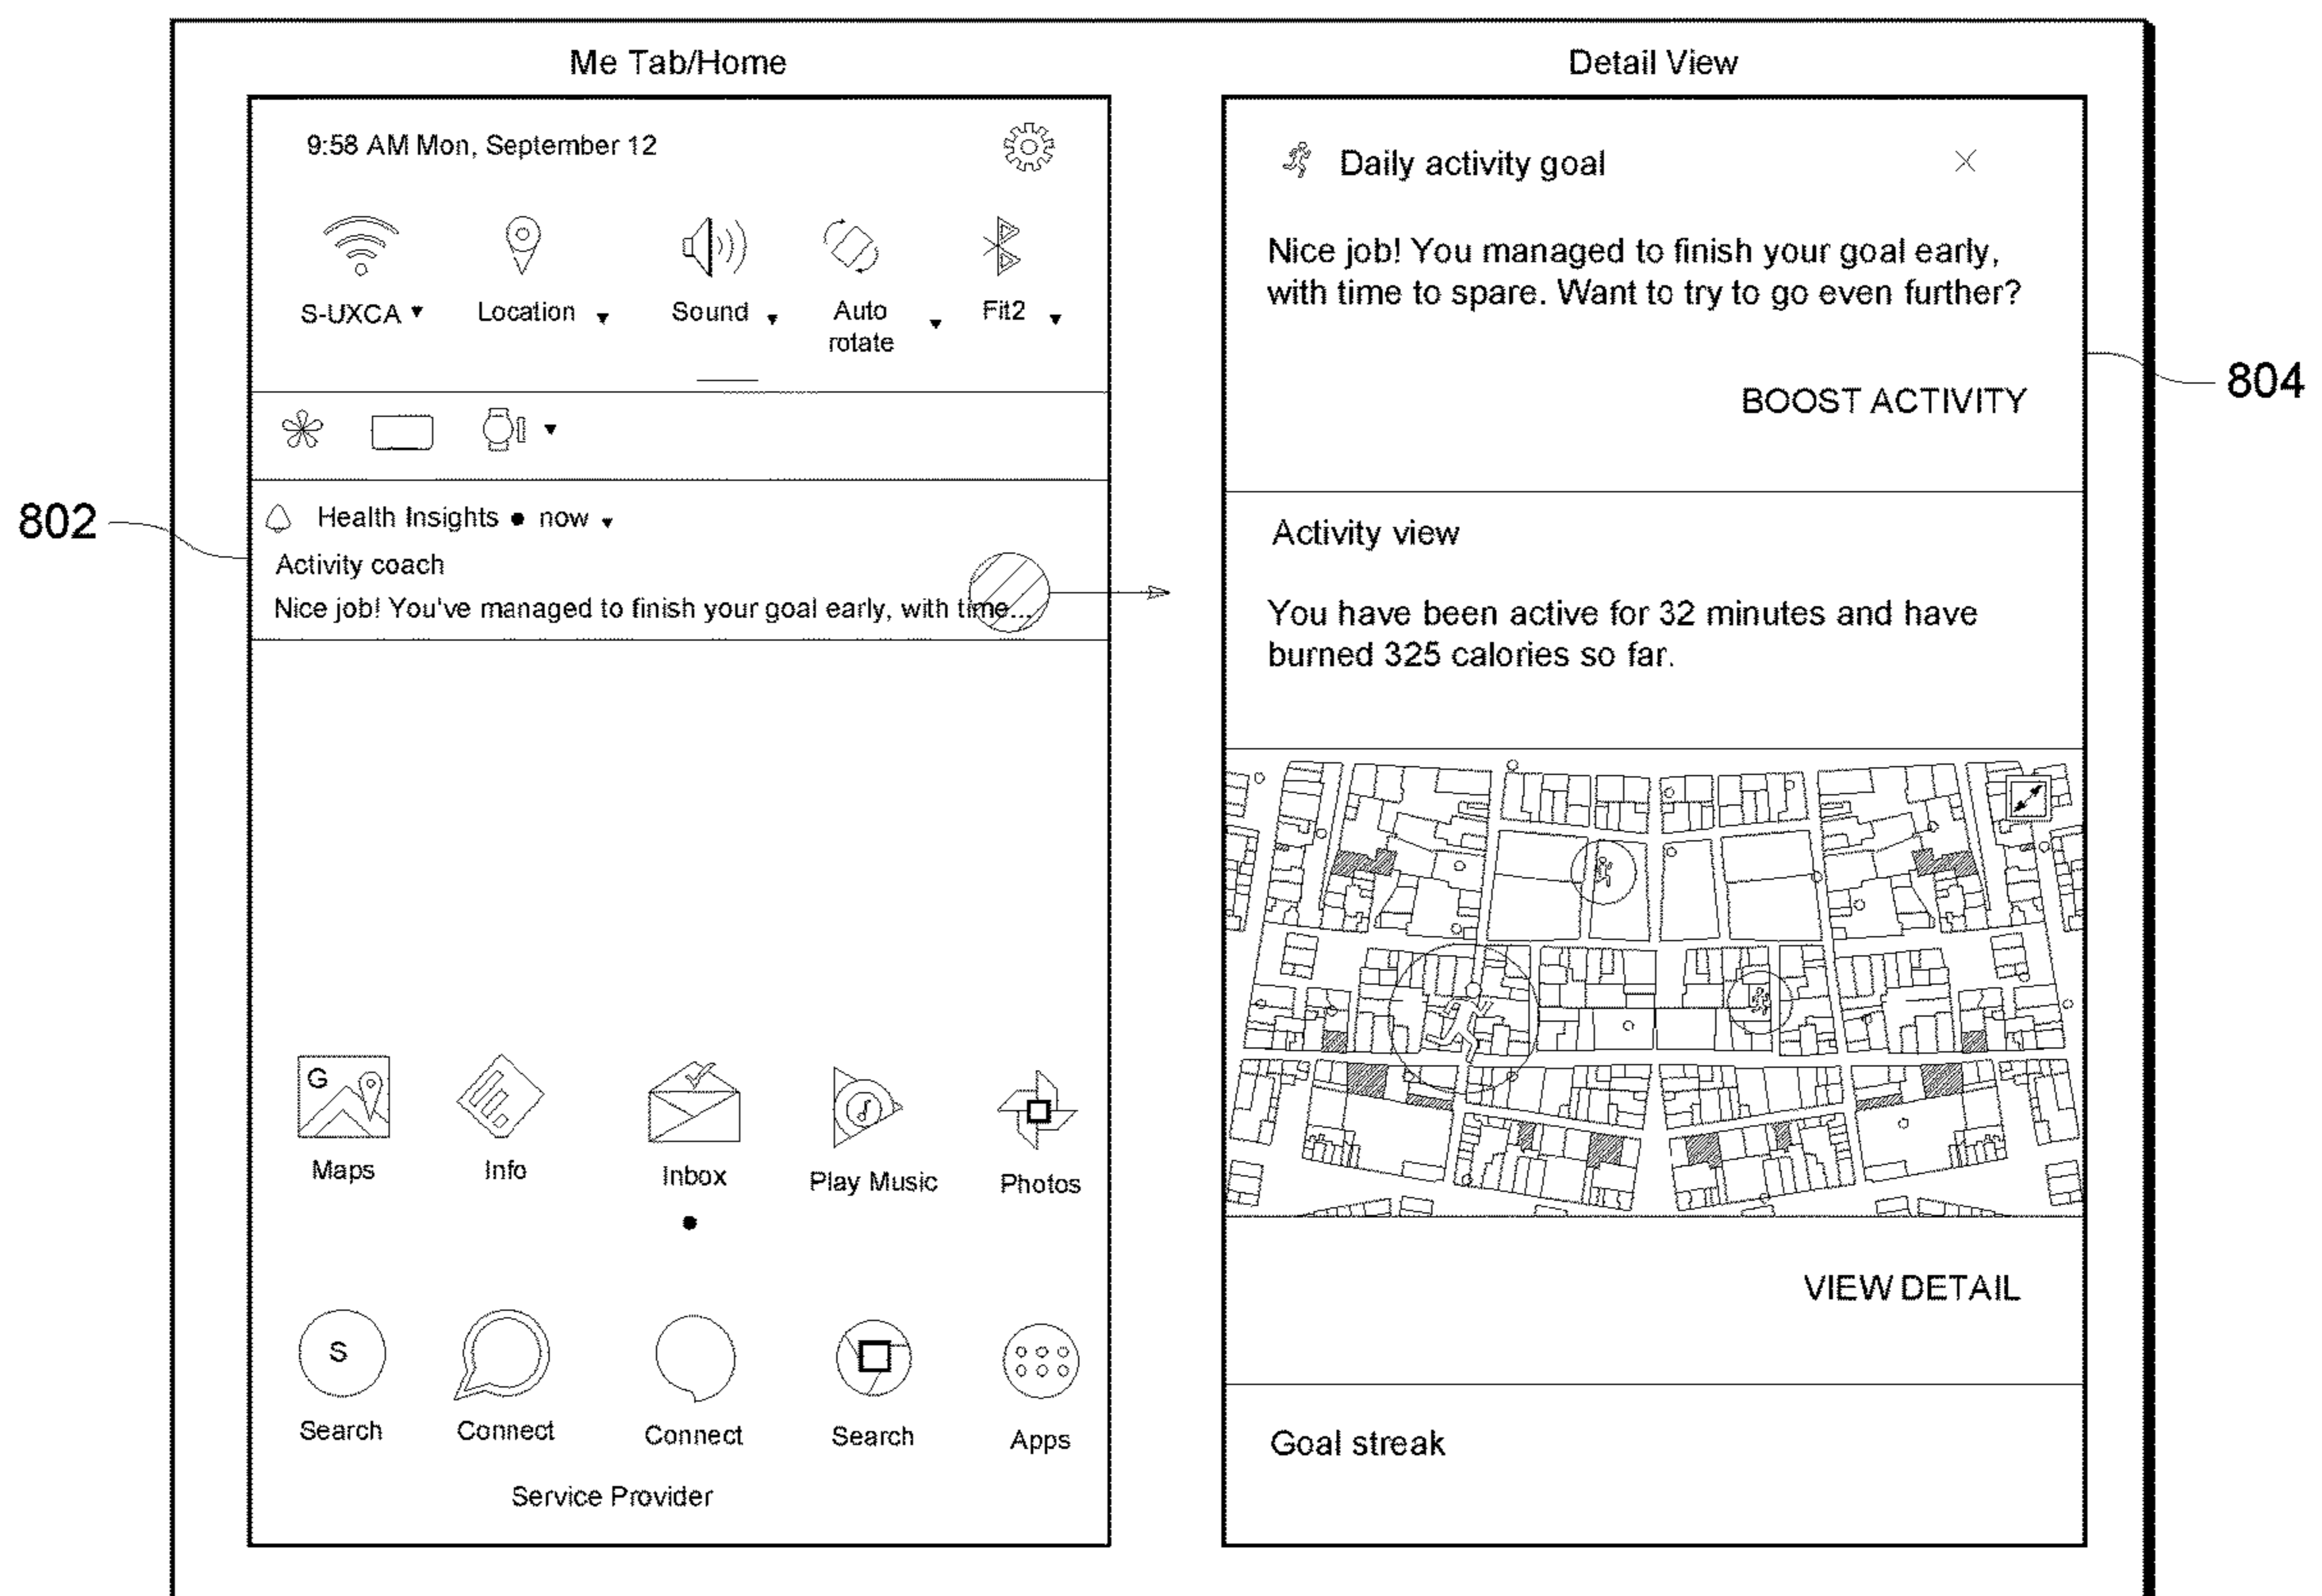 Me Tab/Home
9:58 AM Mon, September 12
S-UXCA
Location
Sound
Auto
rotate
Fit2
802
Health Insights • now
Activity coach
Nice job! You've managed to finish your goal early, with time...
G
Maps
Info
Inbox
Play Music
Photos
S
Search
Connect
Connect
Search
Apps
Service Provider
Detail View
Daily activity goal
Nice job! You managed to finish your goal early,
with time to spare. Want to try to go even further?
BOOST ACTIVITY
804
Activity view
You have been active for 32 minutes and have
burned 325 calories so far.
VIEW DETAIL
Goal streak